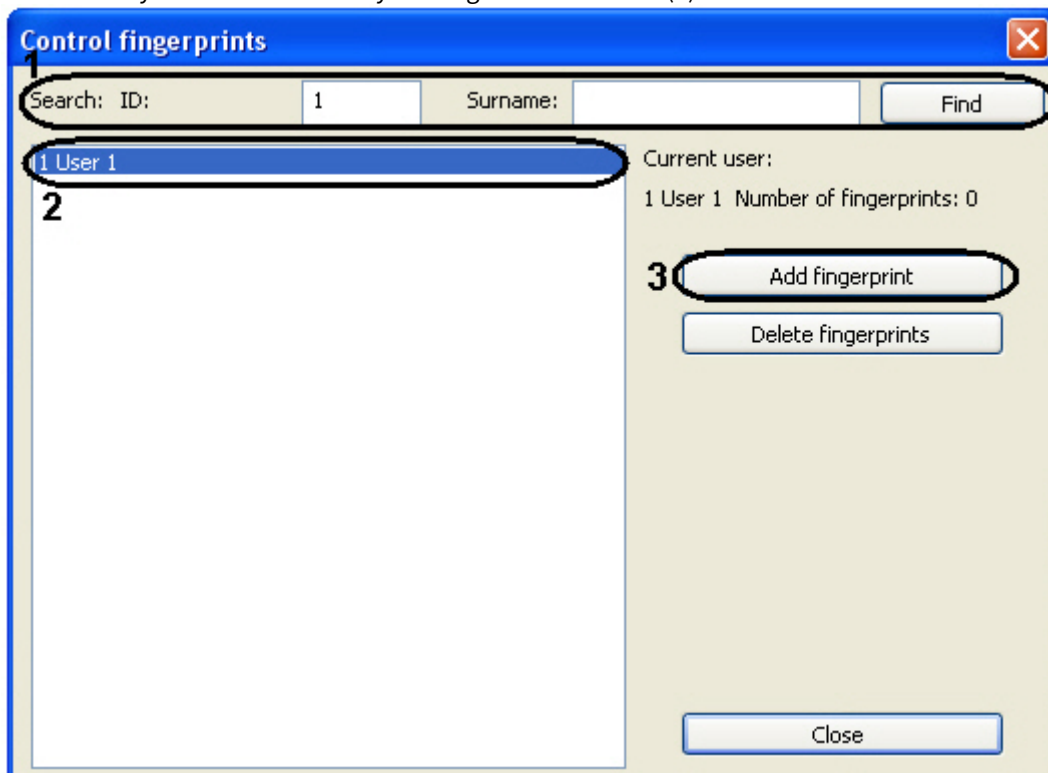 Control fingerprints
1
Search: ID: 1 Surname: Find
1 User 1
2
Current user:
1 User 1 Number of fingerprints: 0
3 Add fingerprint
Delete fingerprints
Close